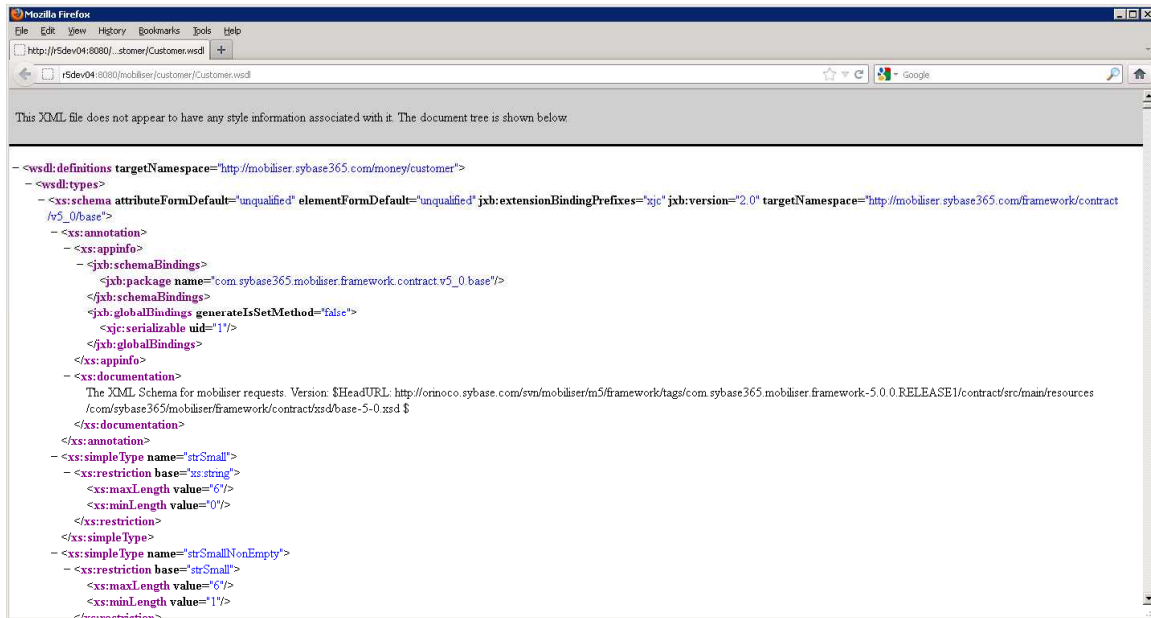 Mozilla Firefox
File Edit View History Bookmarks Tools Help
http://r5dev04:8080/...stomer/Customer.wsdl +
r5dev04:8080/mobiliser/customer/Customer.wsdl Google
This XML file does not appear to have any style information associated with it. The document tree is shown below.
− <wsdl:definitions targetNamespace="http://mobiliser.sybase365.com/money/customer">
− <wsdl:types>
− <xs:schema attributeFormDefault="unqualified" elementFormDefault="unqualified" jxb:extensionBindingPrefixes="xjc" jxb:version="2.0" targetNamespace="http://mobiliser.sybase365.com/framework/contract
/v5_0/base">
− <xs:annotation>
− <xs:appinfo>
− <jxb:schemaBindings>
<jxb:package name="com.sybase365.mobiliser.framework.contract.v5_0.base"/>
</jxb:schemaBindings>
<jxb:globalBindings generateIsSetMethod="false">
<xjc:serializable uid="1"/>
</jxb:globalBindings>
</xs:appinfo>
− <xs:documentation>
The XML Schema for mobiliser requests. Version: $HeadURL: http://orinoco.sybase.com/svn/mobiliser/m5/framework/tags/com.sybase365.mobiliser.framework-5.0.0.RELEASE1/contract/src/main/resources
/com/sybase365/mobiliser/framework/contract/xsd/base-5-0.xsd $
</xs:documentation>
</xs:annotation>
− <xs:simpleType name="strSmall">
− <xs:restriction base="xs:string">
<xs:maxLength value="6"/>
<xs:minLength value="0"/>
</xs:restriction>
</xs:simpleType>
− <xs:simpleType name="strSmallNonEmpty">
− <xs:restriction base="strSmall">
<xs:maxLength value="6"/>
<xs:minLength value="1"/>
</xs:restriction>